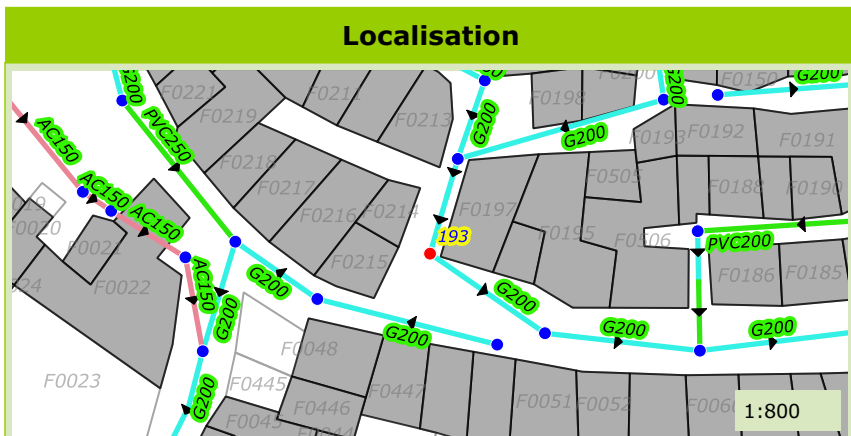 Localisation
G200
F0221
F0219
F0211
F0213
G200
F0198
F0200
G200
F0150
G200
AC150
PVC250
G200
F0193
F0192
F0191
F0218
F0217
F0216
F0214
F0215
F0197
F0505
F0188
F0190
AC150
AC150
F0020
F0021
F0022
193
F0195
F0506
PVC200
F0186
F0185
AC150
G200
G200
G200
G200
G200
G200
F0048
F0023
F0445
F0446
F0447
G200
F0051
F0052
1:800